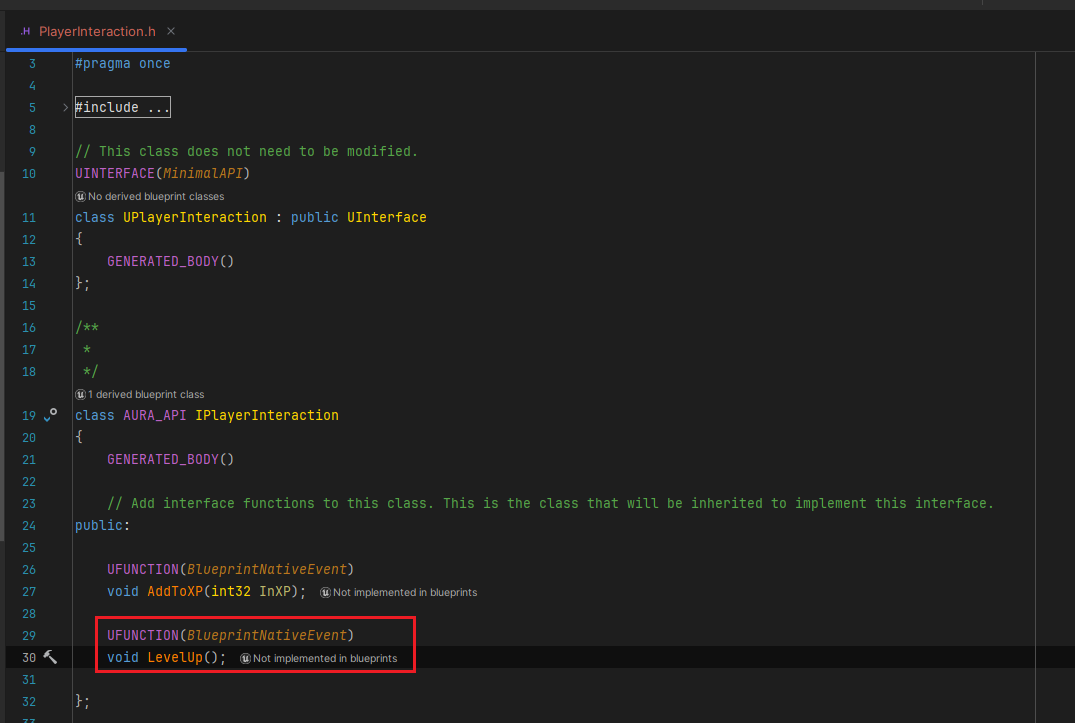 .H PlayerInteraction.h ×
3 #pragma once
4
5 > #include ...
8
9 // This class does not need to be modified.
10 UINTERFACE(MinimalAPI)
No derived blueprint classes
11 class UPlayerInteraction : public UInterface
12 {
13 GENERATED_BODY()
14 };
15
16 /**
17 *
18 */
1 derived blueprint class
19 class AURA_API IPlayerInteraction
20 {
21 GENERATED_BODY()
22
23 // Add interface functions to this class. This is the class that will be inherited to implement this interface.
24 public:
25
26 UFUNCTION(BlueprintNativeEvent)
27 void AddToXP(int32 InXP); Not implemented in blueprints
28
29 UFUNCTION(BlueprintNativeEvent)
30 void LevelUp(); Not implemented in blueprints
31
32 };
33